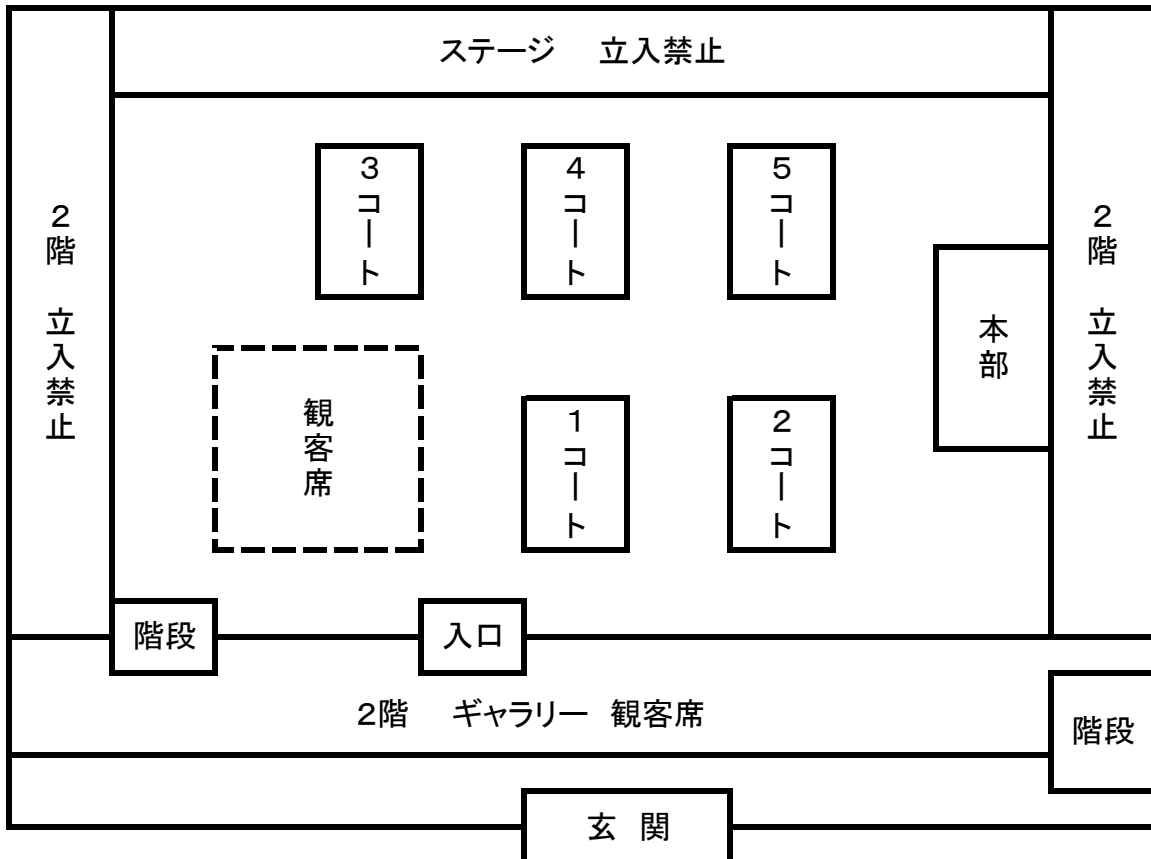 ステージ　立入禁止
3コート
4コート
5コート
2階　立入禁止
2階　立入禁止
本部
観客席
1コート
2コート
階段
入口
2階　ギャラリー　観客席
階段
玄　関